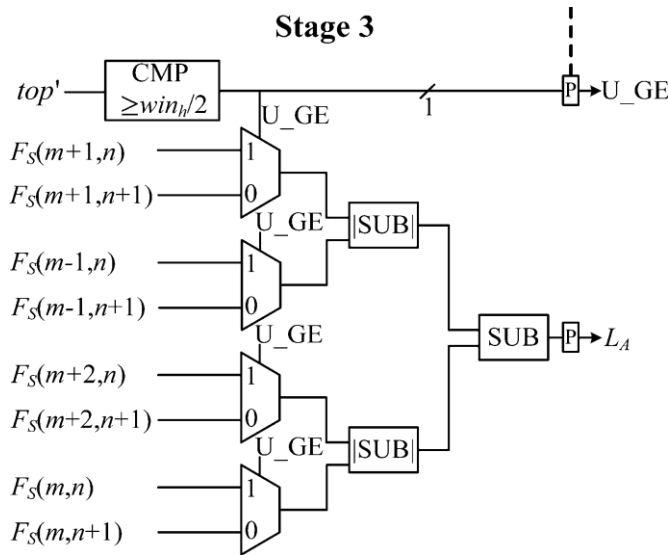 Stage 3
top' CMP ≥win_h/2 1 P U_GE
U_GE
F_S(m+1,n) 1
F_S(m+1,n+1) 0
|SUB|
U_GE
F_S(m-1,n) 1
F_S(m-1,n+1) 0
SUB P L_A
U_GE
F_S(m+2,n) 1
F_S(m+2,n+1) 0
|SUB|
U_GE
F_S(m,n) 1
F_S(m,n+1) 0